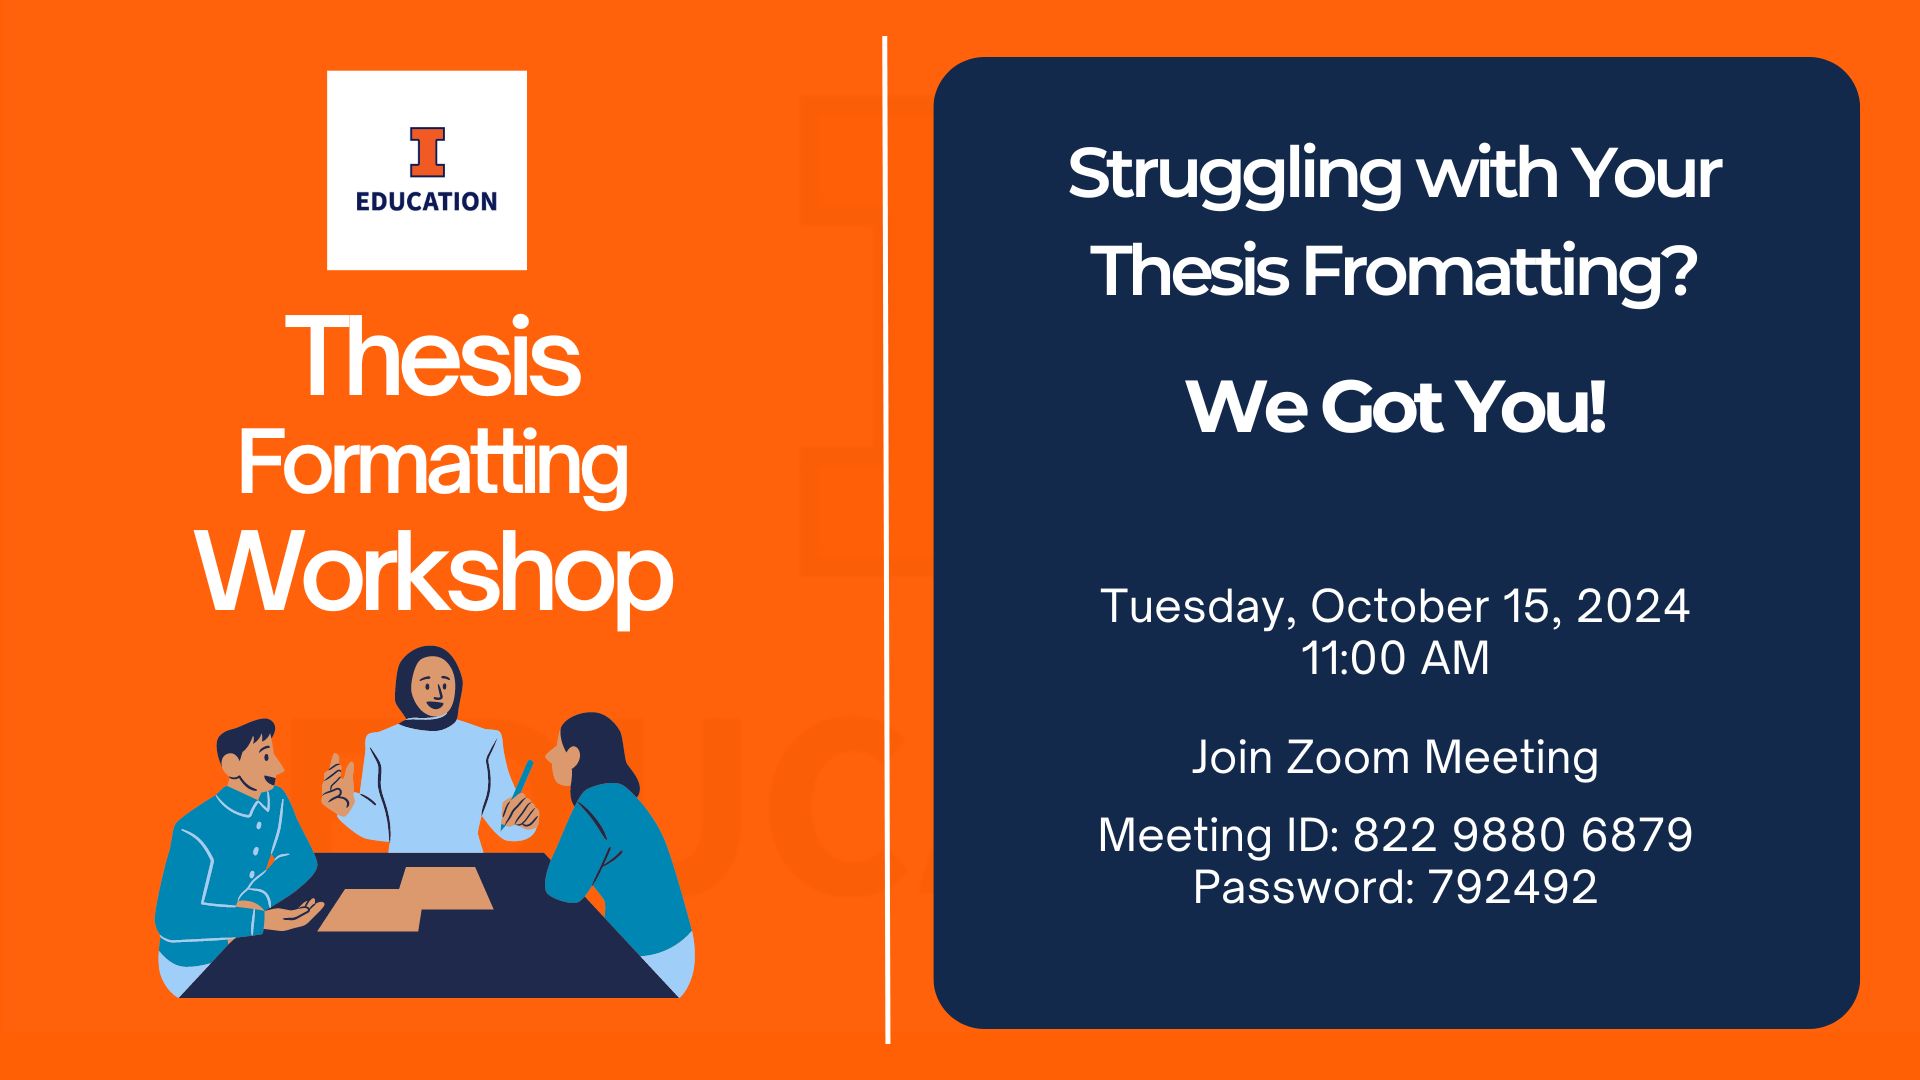 I
EDUCATION
Thesis
Formatting
Workshop
Struggling with Your
Thesis Fromatting?
We Got You!
Tuesday, October 15, 2024
11:00 AM
Join Zoom Meeting
Meeting ID: 822 9880 6879
Password: 792492